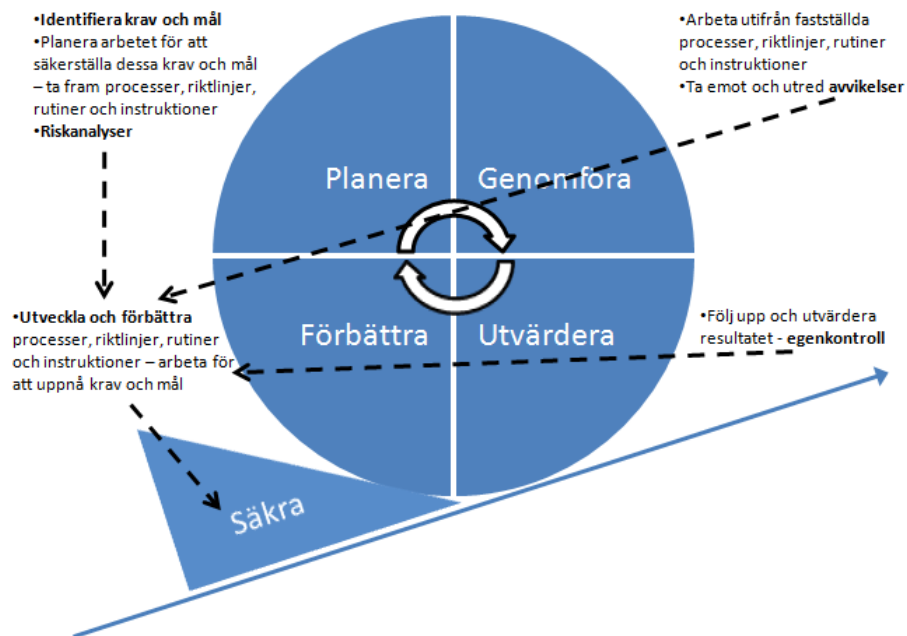 •Identifiera krav och mål
•Planera arbetet för att
säkerställa dessa krav och mål
– ta fram processer, riktlinjer,
rutiner och instruktioner
•Riskanalyser
•Arbeta utifrån fastställda
processer, riktlinjer, rutiner
och instruktioner
•Ta emot och utred avvikelser
Planera
Genomföra
•Utveckla och förbättra
processer, riktlinjer, rutiner
och instruktioner – arbeta för
att uppnå krav och mål
Förbättra
Utvärdera
•Följ upp och utvärdera
resultatet - egenkontroll
Säkra